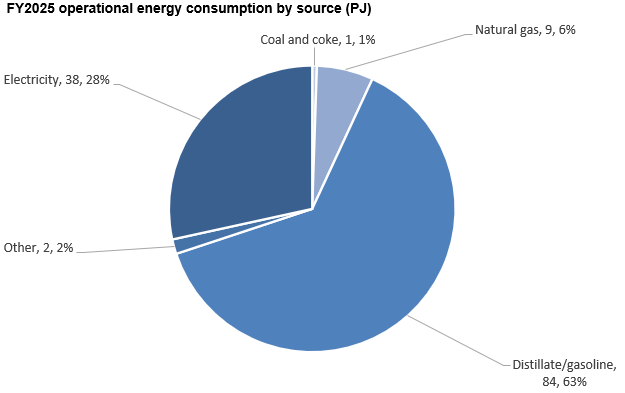 FY2025 operational energy consumption by source (PJ)
Coal and coke, 1, 1%
Natural gas, 9, 6%
Electricity, 38, 28%
Other, 2, 2%
Distillate/gasoline,
84, 63%